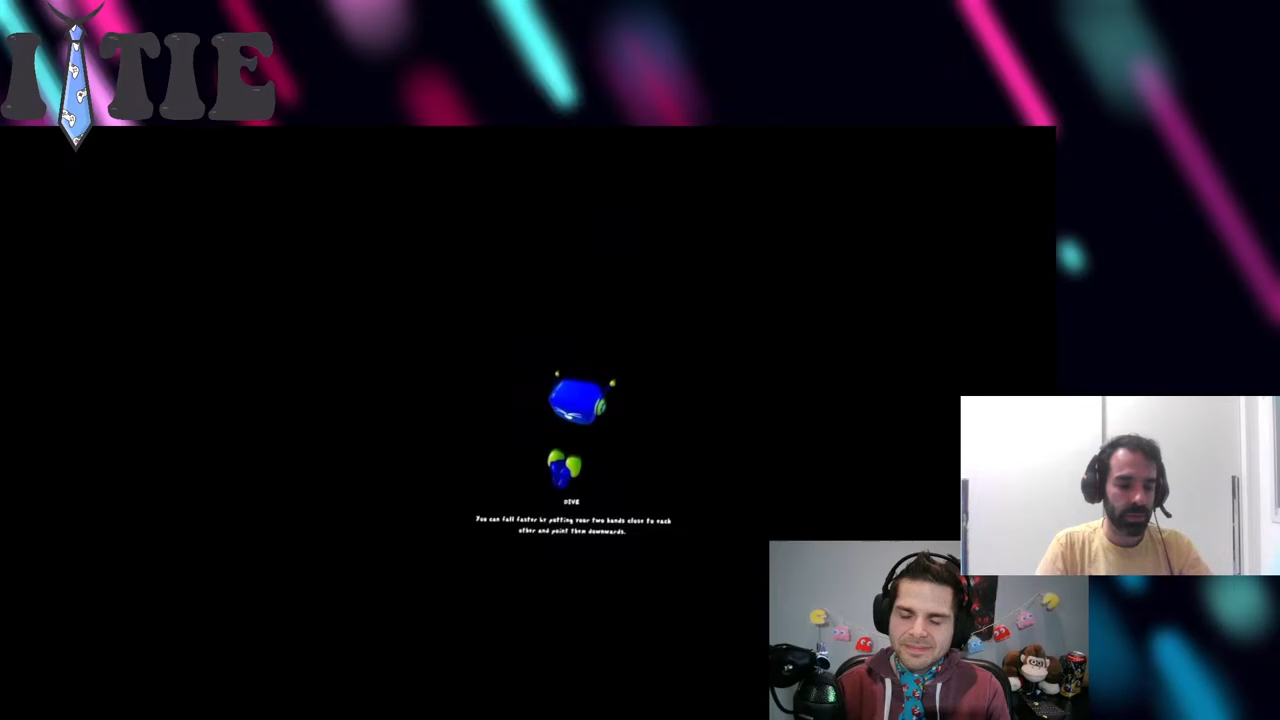 I TIE
DIVE
You can fall faster by putting your two hands close to each
other and point them downwards.